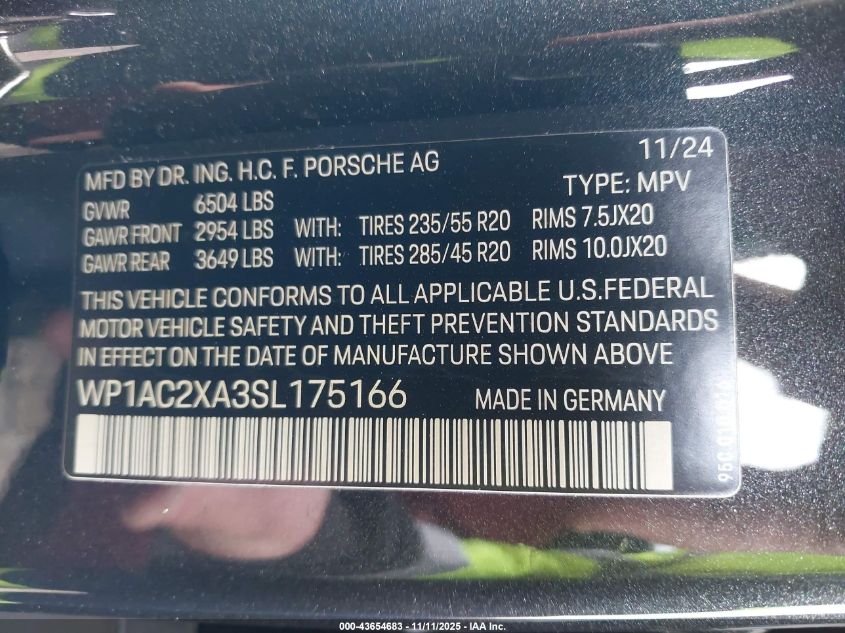 11/24
MFD BY DR. ING. H.C. F. PORSCHE AG
TYPE: MPV
GVWR 6504 LBS
GAWR FRONT 2954 LBS WITH: TIRES 235/55 R20 RIMS 7.5JX20
GAWR REAR 3649 LBS WITH: TIRES 285/45 R20 RIMS 10.0JX20
THIS VEHICLE CONFORMS TO ALL APPLICABLE U.S.FEDERAL
MOTOR VEHICLE SAFETY AND THEFT PREVENTION STANDARDS
IN EFFECT ON THE DATE OF MANUFACTURE SHOWN ABOVE
WP1AC2XA3SL175166 MADE IN GERMANY
000-43654683 - 11/11/2025 - IAA Inc.